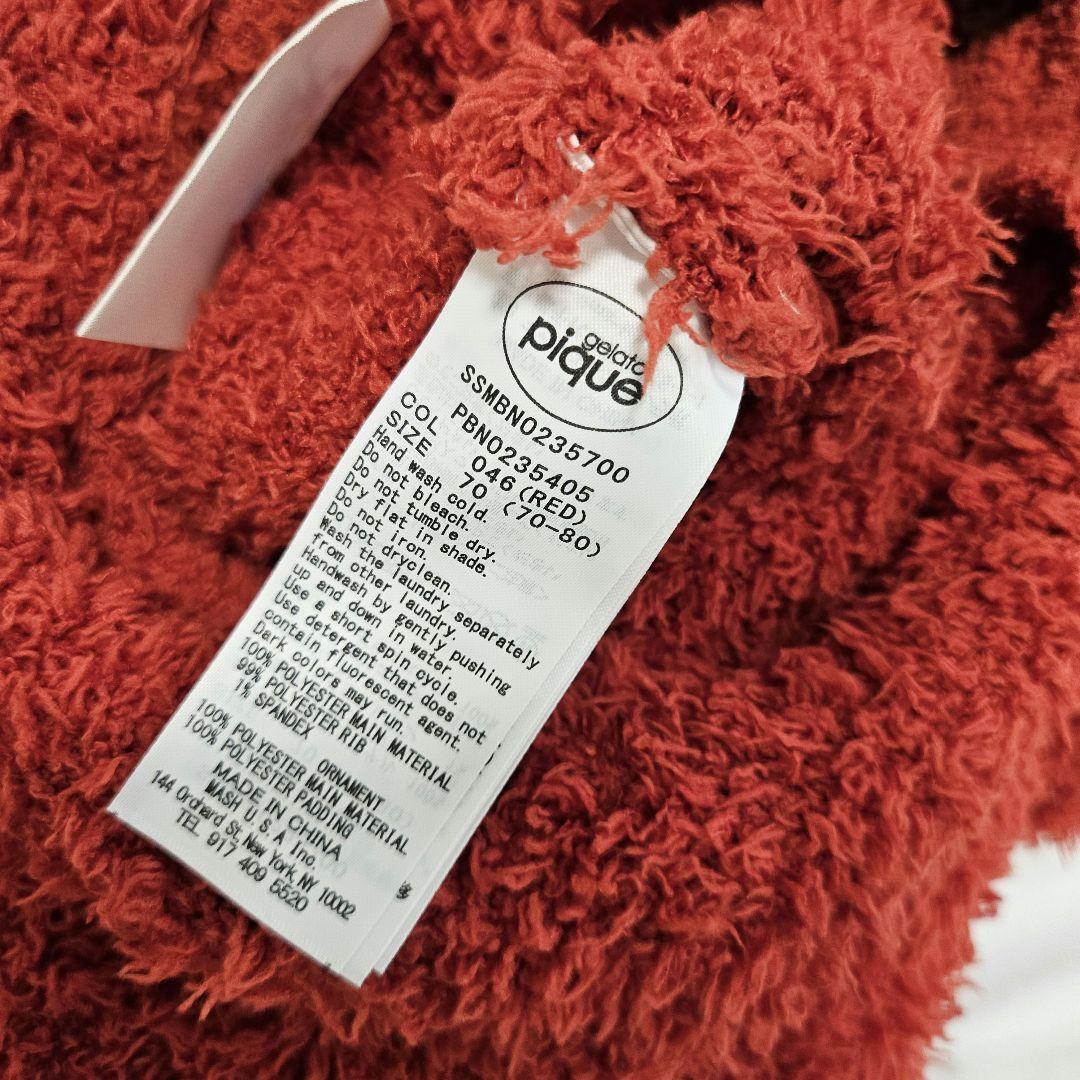 gelato
pique
SSMBN0235700
PBN0235405
COL 046(RED)
SIZE 70 (70-80)
Hand wash cold.
Do not bleach.
Do not tumble dry.
Dry flat in shade.
Do not iron.
Do not dryclean.
Wash the laundry separately
from other laundry.
Handwash by gently pushing
up and down in water.
Use a short spin cycle.
Use detergent that does not
contain fluorescent agent.
Dark colors may run.
100% POLYESTER MAIN MATERIAL
99% POLYESTER RIB
1% SPANDEX
ORNAMENT
100% POLYESTER MAIN MATERIAL
100% POLYESTER PADDING
MADE IN CHINA
MASH U.S.A Inc.
144 Orchard St, New York NY 10002
TEL 917 409 5520